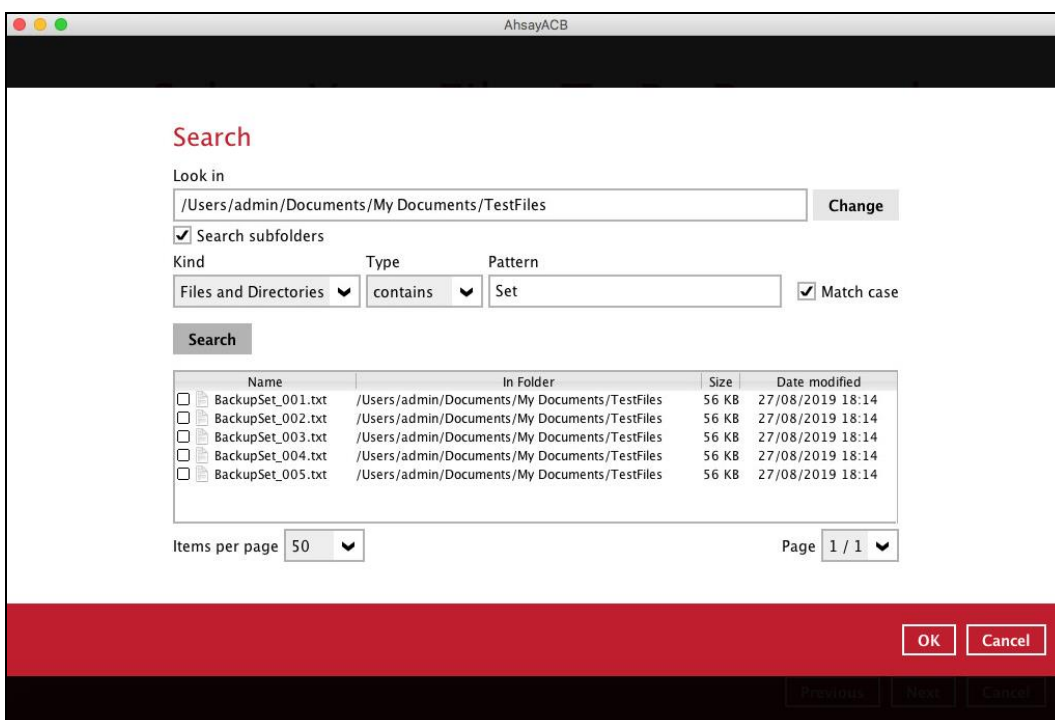 AhsayACB
Search
Look in
/Users/admin/Documents/My Documents/TestFiles
Change
Search subfolders
Kind Type Pattern
Files and Directories contains Set Match case
Search
Name In Folder Size Date modified
BackupSet_001.txt /Users/admin/Documents/My Documents/TestFiles 56 KB 27/08/2019 18:14
BackupSet_002.txt /Users/admin/Documents/My Documents/TestFiles 56 KB 27/08/2019 18:14
BackupSet_003.txt /Users/admin/Documents/My Documents/TestFiles 56 KB 27/08/2019 18:14
BackupSet_004.txt /Users/admin/Documents/My Documents/TestFiles 56 KB 27/08/2019 18:14
BackupSet_005.txt /Users/admin/Documents/My Documents/TestFiles 56 KB 27/08/2019 18:14
Items per page 50 Page 1 / 1
OK Cancel
Previous Next Cancel